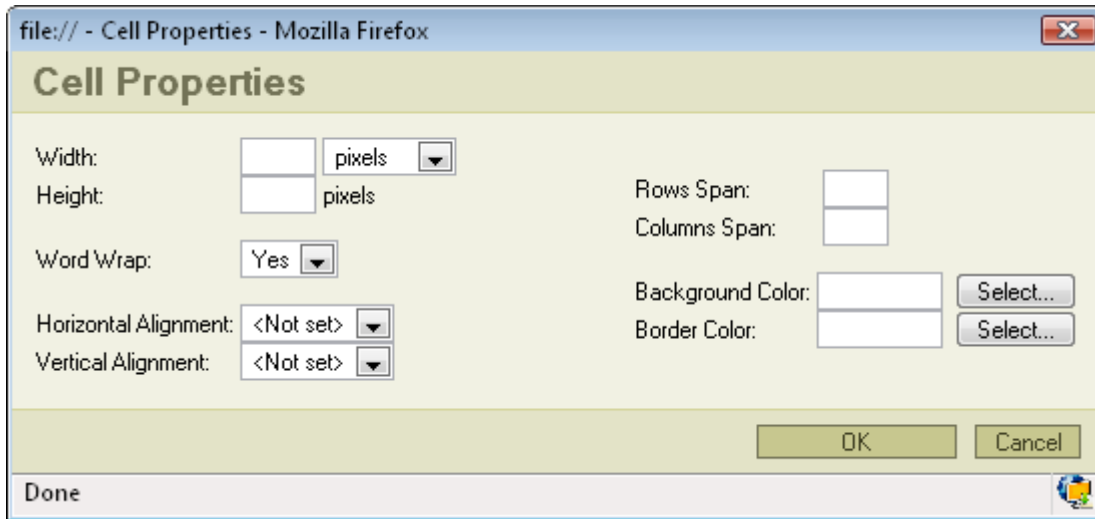 file:// - Cell Properties - Mozilla Firefox
Cell Properties
Width: pixels
Height: pixels
Word Wrap: Yes
Horizontal Alignment: <Not set>
Vertical Alignment: <Not set>
Rows Span:
Columns Span:
Background Color: Select...
Border Color: Select...
OK Cancel
Done